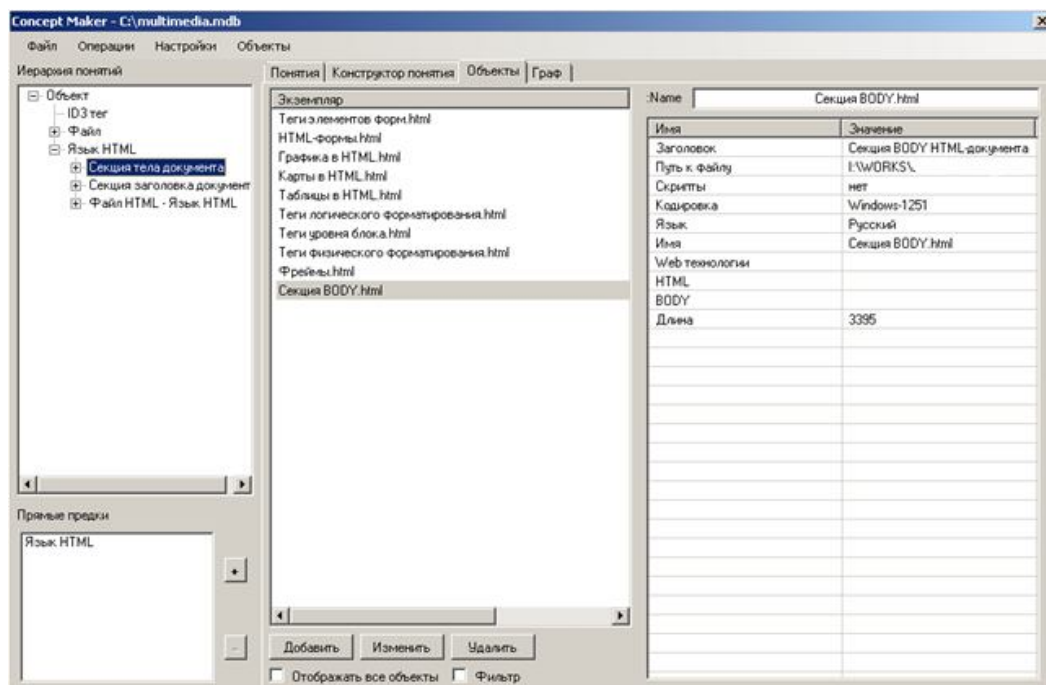 Concept Maker - C:\multimedia.mdb
Файл Операции Настройки Объекты
Иерархия понятий
Объект
ID3 тег
Файл
Язык HTML
Секция тела документа
Секция заголовка документ
Файл HTML - Язык HTML
Прямые предки
Язык HTML
+
-
Понятия Конструктор понятия Объекты Граф
Экземпляр
Теги элементов форм.html
HTML-формы.html
Графика в HTML.html
Карты в HTML.html
Таблицы в HTML.html
Теги логического форматирования.html
Теги уровня блока.html
Теги физического форматирования.html
Фреймы.html
Секция BODY.html
Добавить Изменить Удалить
Отображать все объекты Фильтр
:Name Секция BODY.html
Имя Значение
Заголовок Секция BODY HTML-документа
Путь к файлу I:\WORKS\.
Скрипты нет
Кодировка Windows-1251
Язык Русский
Имя Секция BODY.html
Web технологии
HTML
BODY
Длина 3395